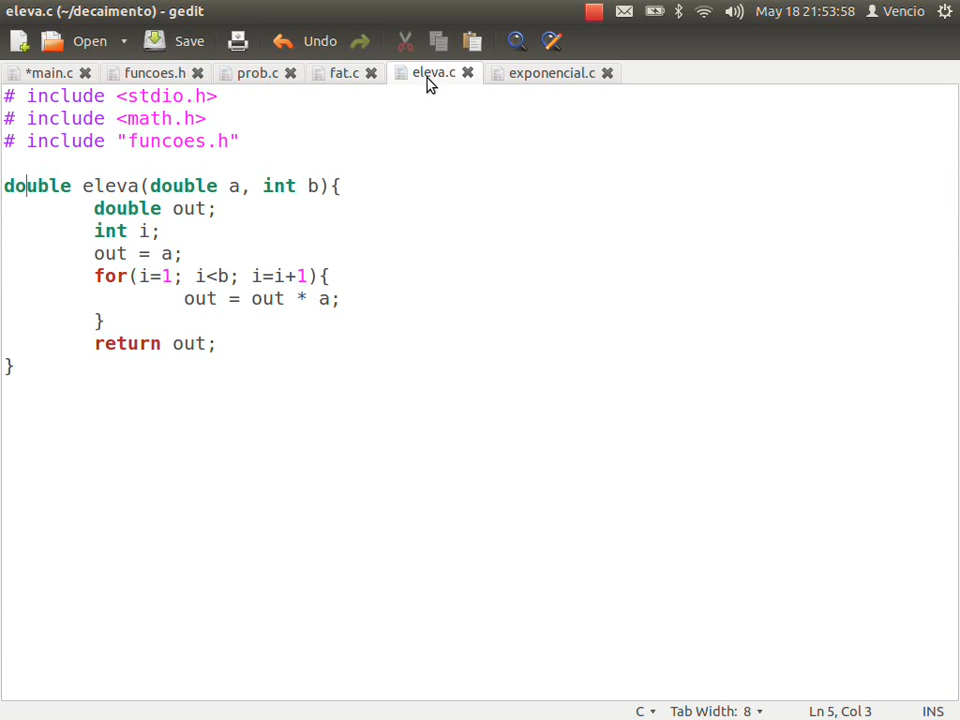 eleva.c (~/decaimento) - gedit
May 18 21:53:58
Vencio
Open
Save
Undo
*main.c
funcoes.h
prob.c
fat.c
eleva.c
exponencial.c
# include <stdio.h>
# include <math.h>
# include "funcoes.h"
double eleva(double a, int b){
double out;
int i;
out = a;
for(i=1; i<b; i=i+1){
out = out * a;
}
return out;
}
C
Tab Width: 8
Ln 5, Col 3
INS